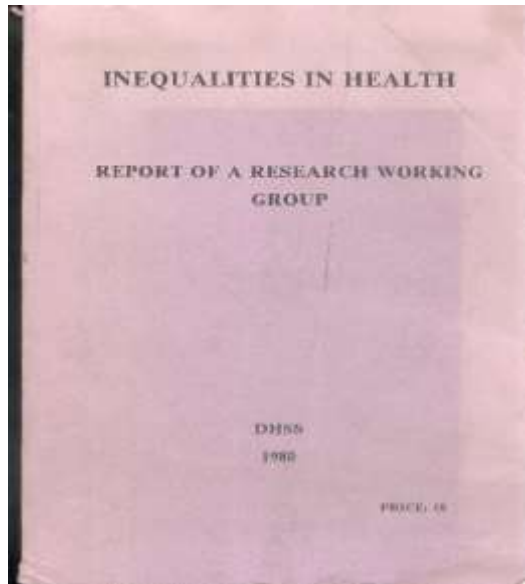 INEQUALITIES IN HEALTH
REPORT OF A RESEARCH WORKING
GROUP
DHSS
1980
PRICE: